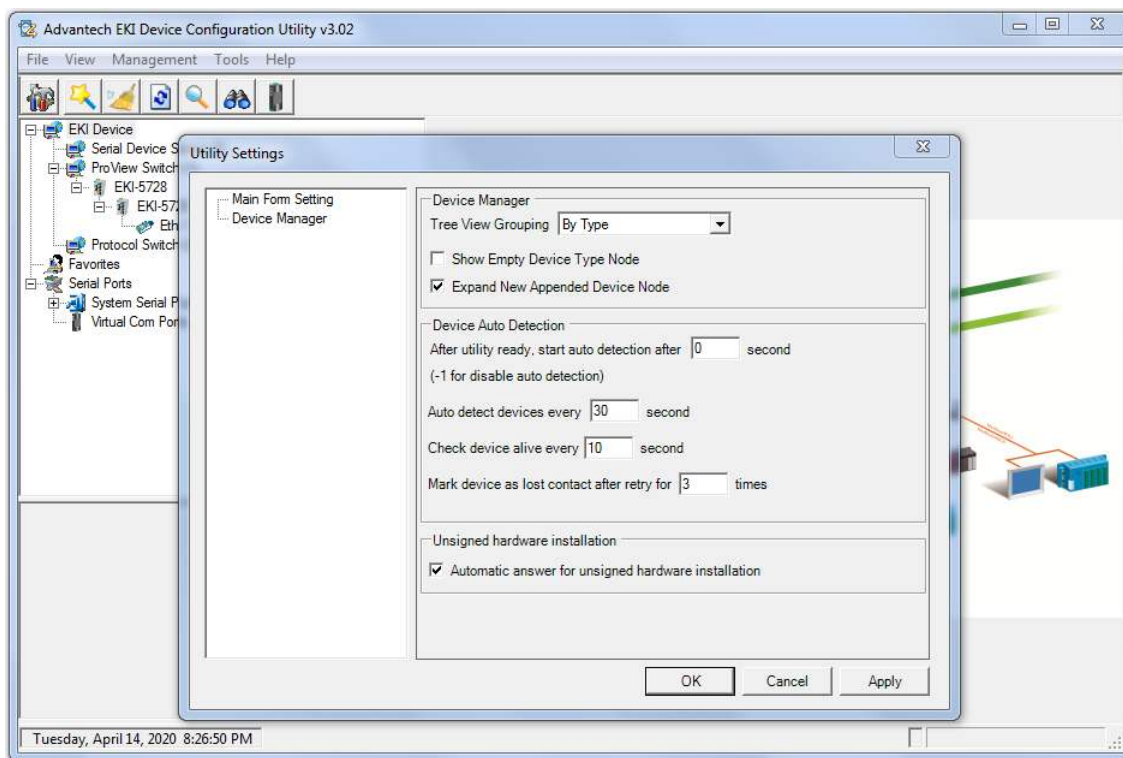 Advantech EKI Device Configuration Utility v3.02
File View Management Tools Help
EKI Device
Serial Device S
ProView Switch
EKI-5728
EKI-572
Eth
Protocol Switch
Favorites
Serial Ports
System Serial P
Virtual Com Por
Utility Settings
Main Form Setting
Device Manager
Device Manager
Tree View Grouping By Type
Show Empty Device Type Node
Expand New Appended Device Node
Device Auto Detection
After utility ready, start auto detection after 0 second
(-1 for disable auto detection)
Auto detect devices every 30 second
Check device alive every 10 second
Mark device as lost contact after retry for 3 times
Unsigned hardware installation
Automatic answer for unsigned hardware installation
OK Cancel Apply
Tuesday, April 14, 2020 8:26:50 PM